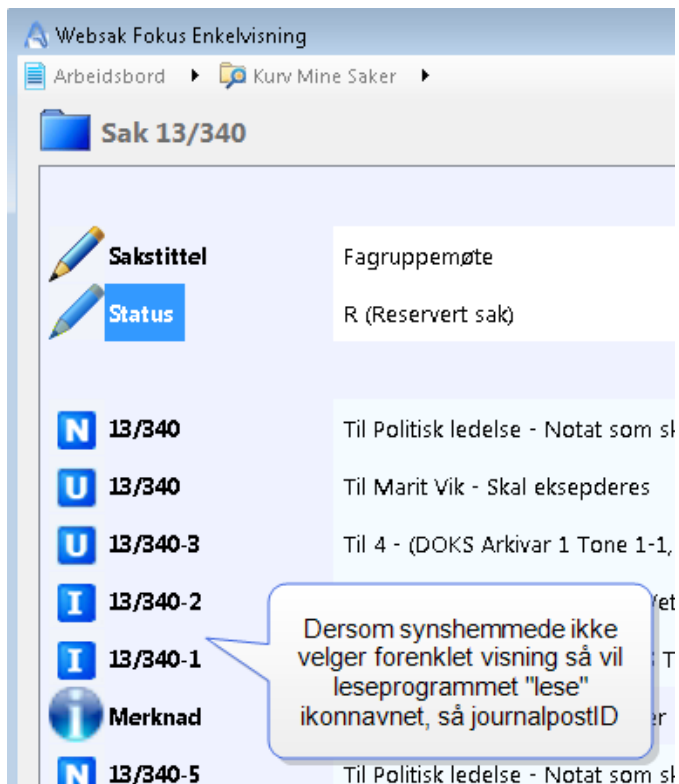 Websak Fokus Enkelvisning
Arbeidsbord Kurv Mine Saker
Sak 13/340
Sakstittel Fagruppemøte
Status R (Reservert sak)
N 13/340 Til Politisk ledelse - Notat som
U 13/340 Til Marit Vik - Skal eksepderes
U 13/340-3 Til 4 - (DOKS Arkivar 1 Tone 1-1,
I 13/340-2
I 13/340-1
Merknad
Dersom synshemmede ikke
velger forenklet visning så vil
leseprogrammet "lese"
ikonnavnet, så journalpostID
N 13/340-5 Til Politisk ledelse - Notat som